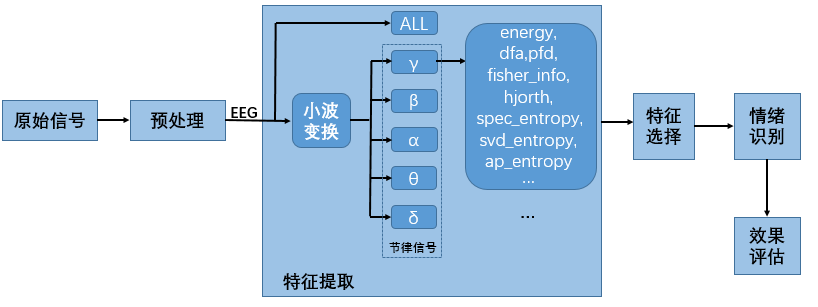 原始信号
预处理
EEG
ALL
小波
变换
γ
β
α
θ
δ
节律信号
energy,
dfa,pfd,
fisher_info,
hjorth,
spec_entropy,
svd_entropy,
ap_entropy
...
...
特征提取
特征
选择
情绪
识别
效果
评估